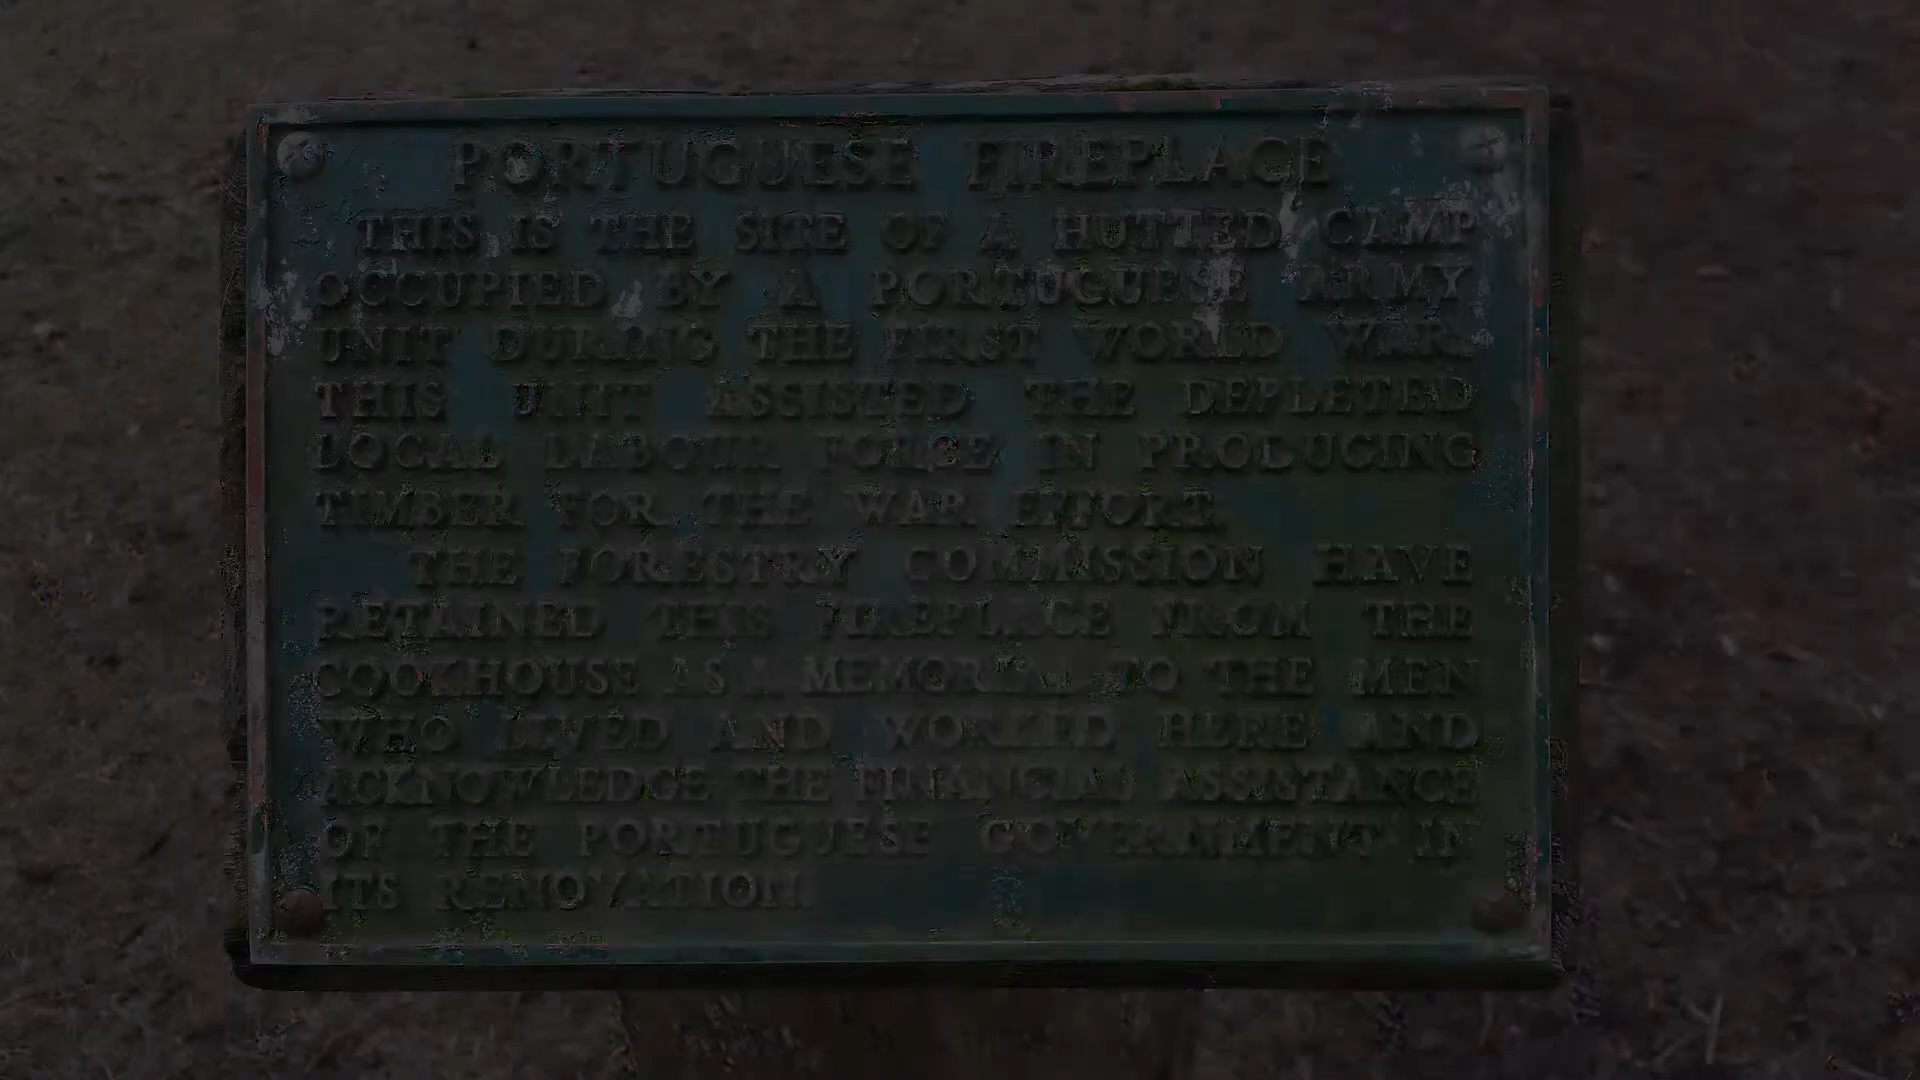 PORTUGUESE FIREPLACE
THIS IS THE SITE OF A HUTTED CAMP
OCCUPIED BY A PORTUGUESE ARMY
UNIT DURING THE FIRST WORLD WAR.
THIS UNIT ASSISTED THE DEPLETED
LOCAL LABOUR FORCE IN PRODUCING
TIMBER FOR THE WAR EFFORT.
THE FORESTRY COMMISSION HAVE
RETAINED THIS FIREPLACE FROM THE
COOKHOUSE AS A MEMORIAL TO THE MEN
WHO LIVED AND WORKED HERE AND
ACKNOWLEDGE THE FINANCIAL ASSISTANCE
OF THE PORTUGUESE GOVERNMENT IN
ITS RENOVATION.